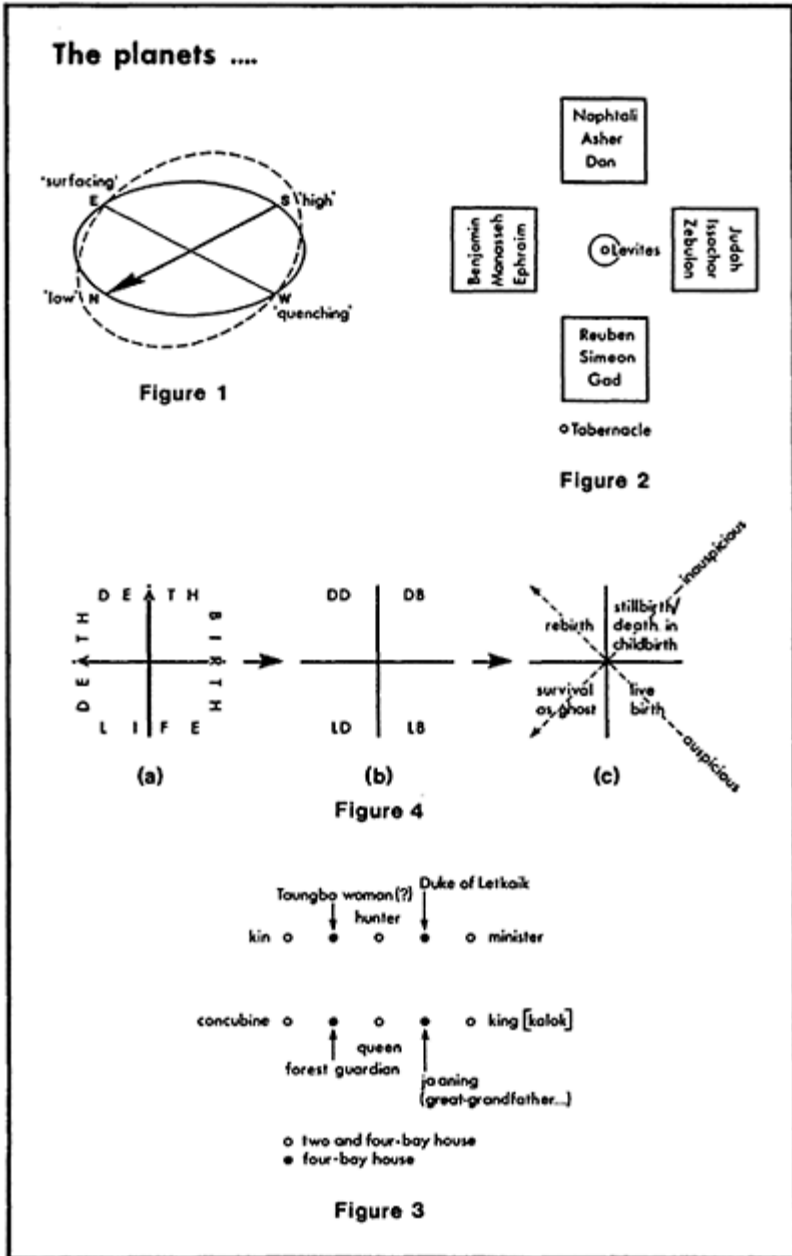 The planets ....
'surfacing'
E
S
'high'
'low'
N
W
'quenching'
Figure 1
Naphtali
Asher
Dan
Benjamin
Manasseh
Ephraim
Levites
Judah
Issachar
Zebulon
Reuben
Simeon
Gad
Tabernacle
Figure 2
DEATH
DEATH
BIRTH
LIFE
(a)
DD DB
LD LB
(b)
inauspicious
rebirth
stillbirth/
death in
childbirth
survival
as ghost
live
birth
auspicious
(c)
Figure 4
Taungba woman(?)
Duke of Letkaik
hunter
kin
minister
concubine
king [kalok]
queen
forest guardian
jaaning
(great-grandfather...)
two and four-bay house
four-bay house
Figure 3